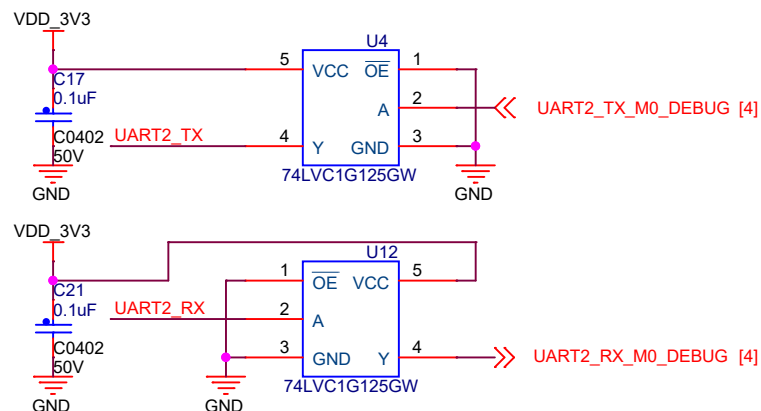 VDD_3V3
U4
5 VCC OE 1
C17
0.1uF
A 2
UART2_TX_M0_DEBUG [4]
C0402
UART2_TX
4 Y GND 3
50V
74LVC1G125GW
GND
GND
VDD_3V3
U12
1 OE VCC 5
C21
0.1uF
UART2_RX
2 A
C0402
3 GND Y 4
UART2_RX_M0_DEBUG [4]
50V
74LVC1G125GW
GND
GND